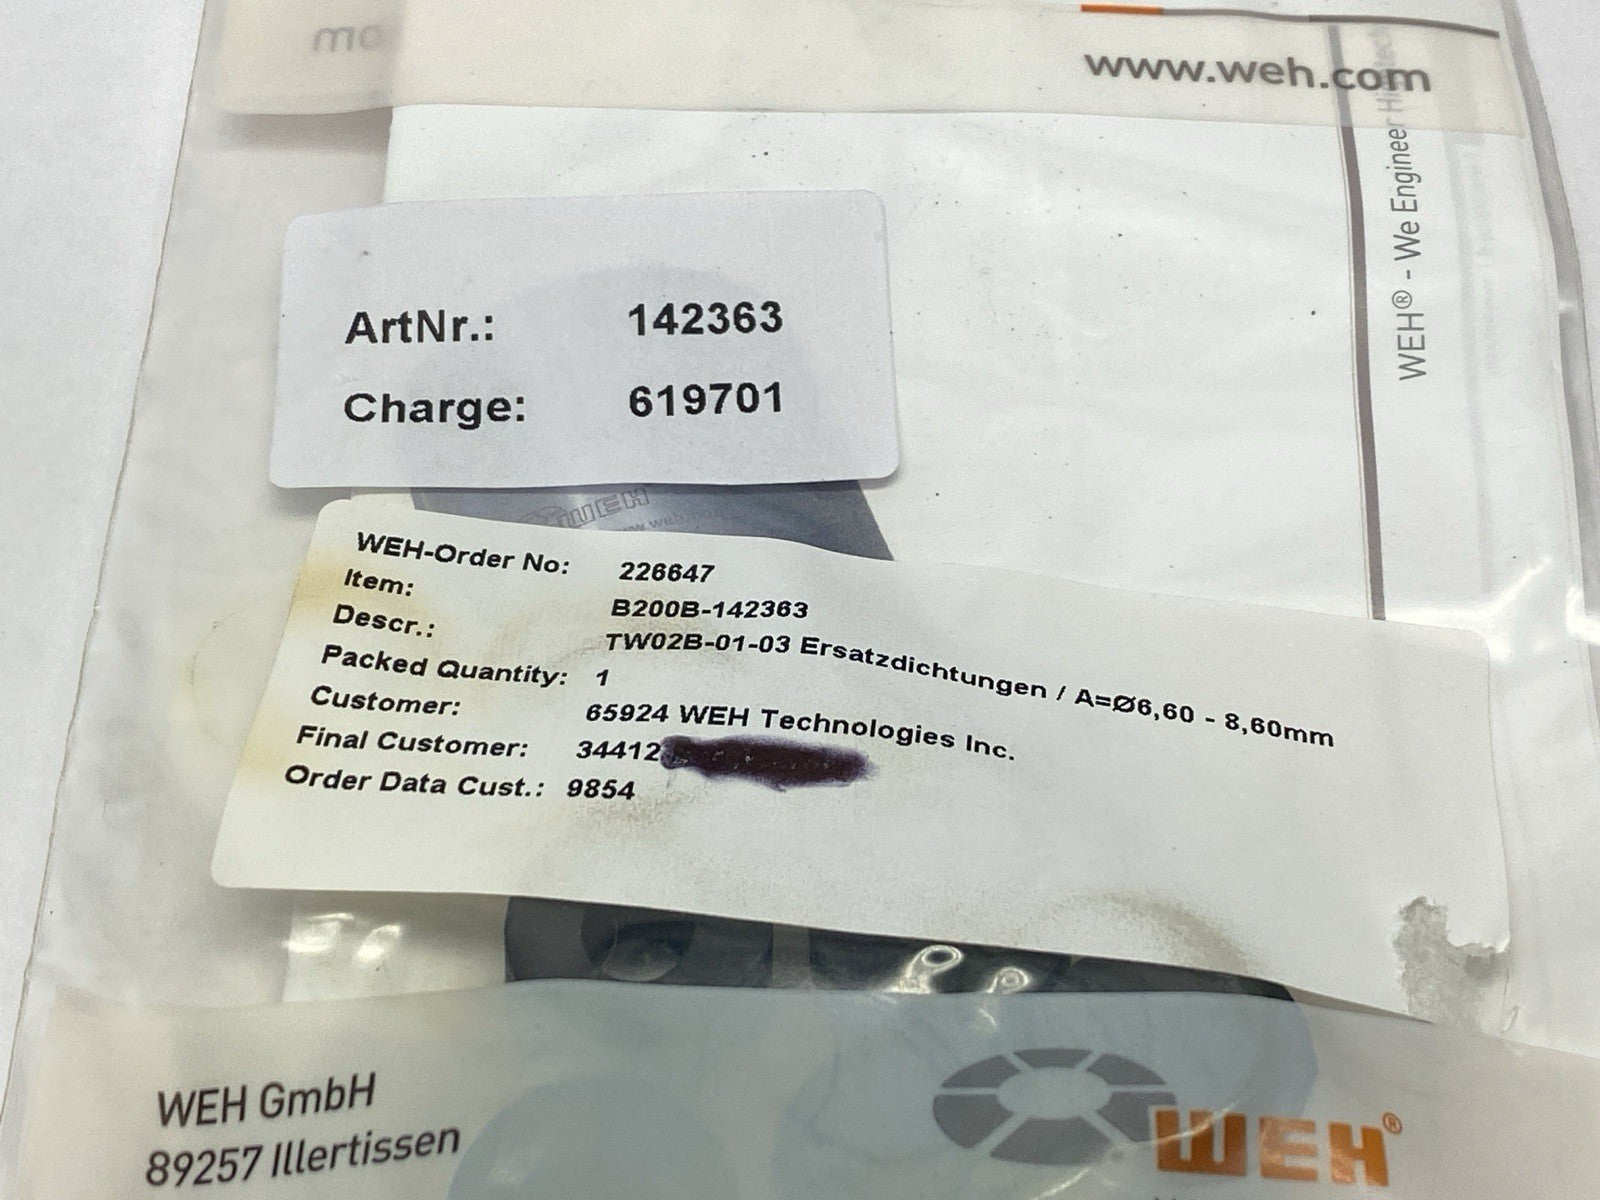 www.weh.com
WEH® - We Engineer
ArtNr.: 142363
Charge: 619701
WEH
WEH-Order No: 226647
Item: B200B-142363
Descr.: TW02B-01-03 Ersatzdichtungen / A=Ø6,60 - 8,60mm
Packed Quantity: 1
Customer: 65924 WEH Technologies Inc.
Final Customer: 34412
Order Data Cust.: 9854
WEH GmbH
89257 Illertissen
WEH®